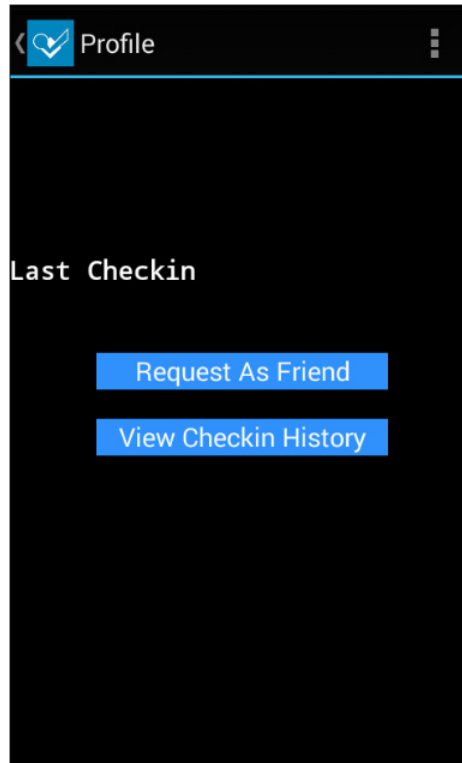 Profile
Last Checkin
Request As Friend
View Checkin History